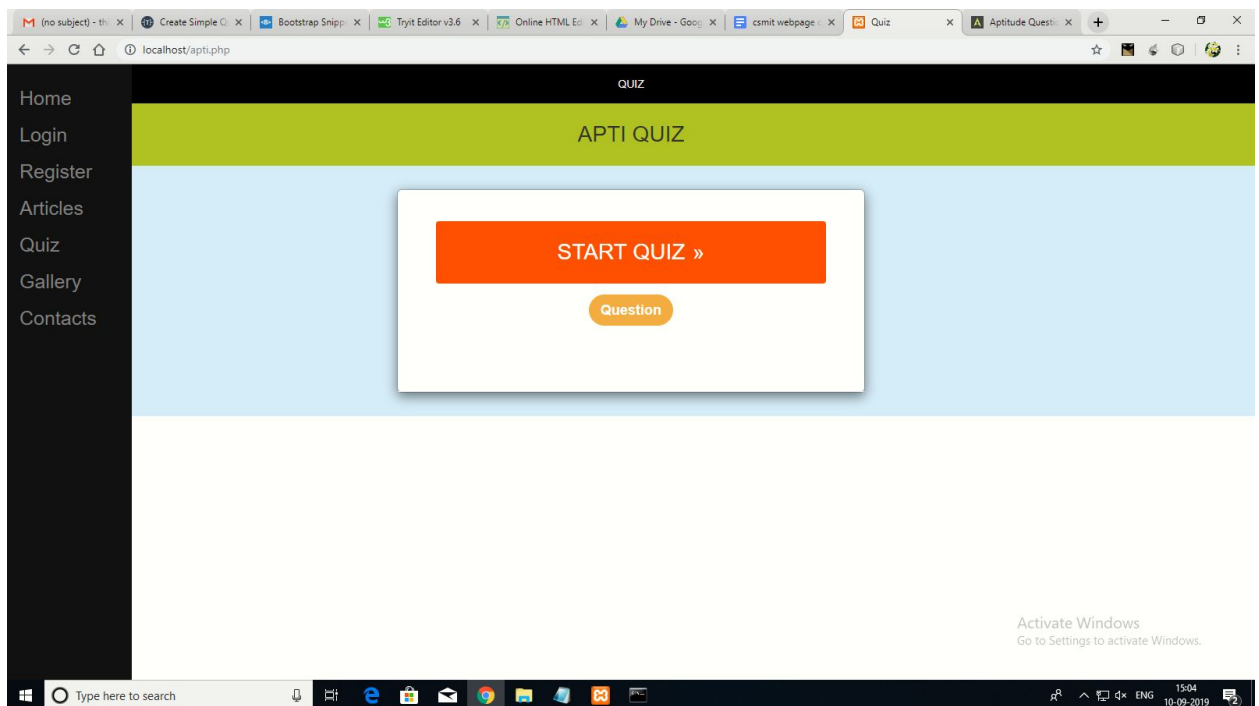 (no subject) - th
Create Simple Q
Bootstrap Snipp
Tryit Editor v3.6
Online HTML Ed
My Drive - Goog
csmit webpage c
Quiz
Aptitude Questi
localhost/apti.php
QUIZ
Home
Login
Register
Articles
Quiz
Gallery
Contacts
APTI QUIZ
START QUIZ »
Question
Activate Windows
Go to Settings to activate Windows.
Type here to search
ENG
15:04
10-09-2019
2